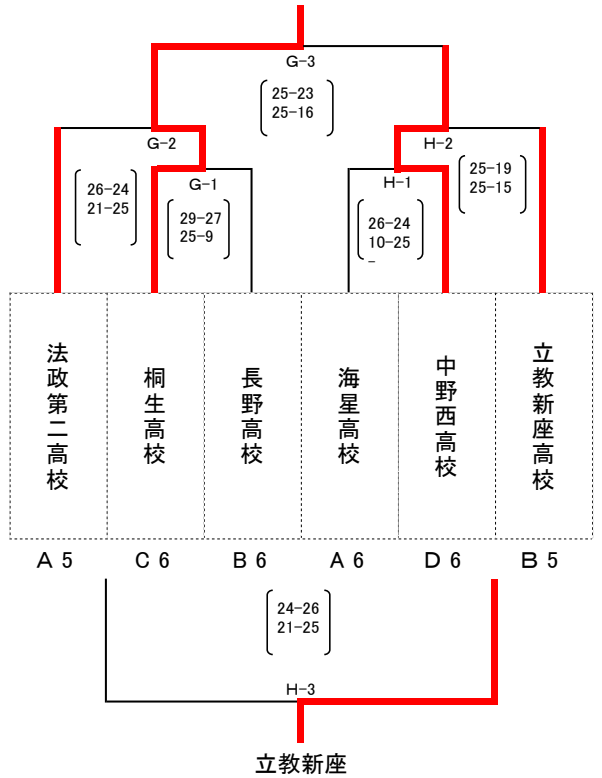 G-3
25-23
25-16
G-2
H-2
26-24
21-25
G-1
29-27
25-9
H-1
26-24
10-25
-
25-19
25-15
法政第二高校
桐生高校
長野高校
海星高校
中野西高校
立教新座高校
A 5
C 6
B 6
A 6
D 6
B 5
24-26
21-25
H-3
立教新座